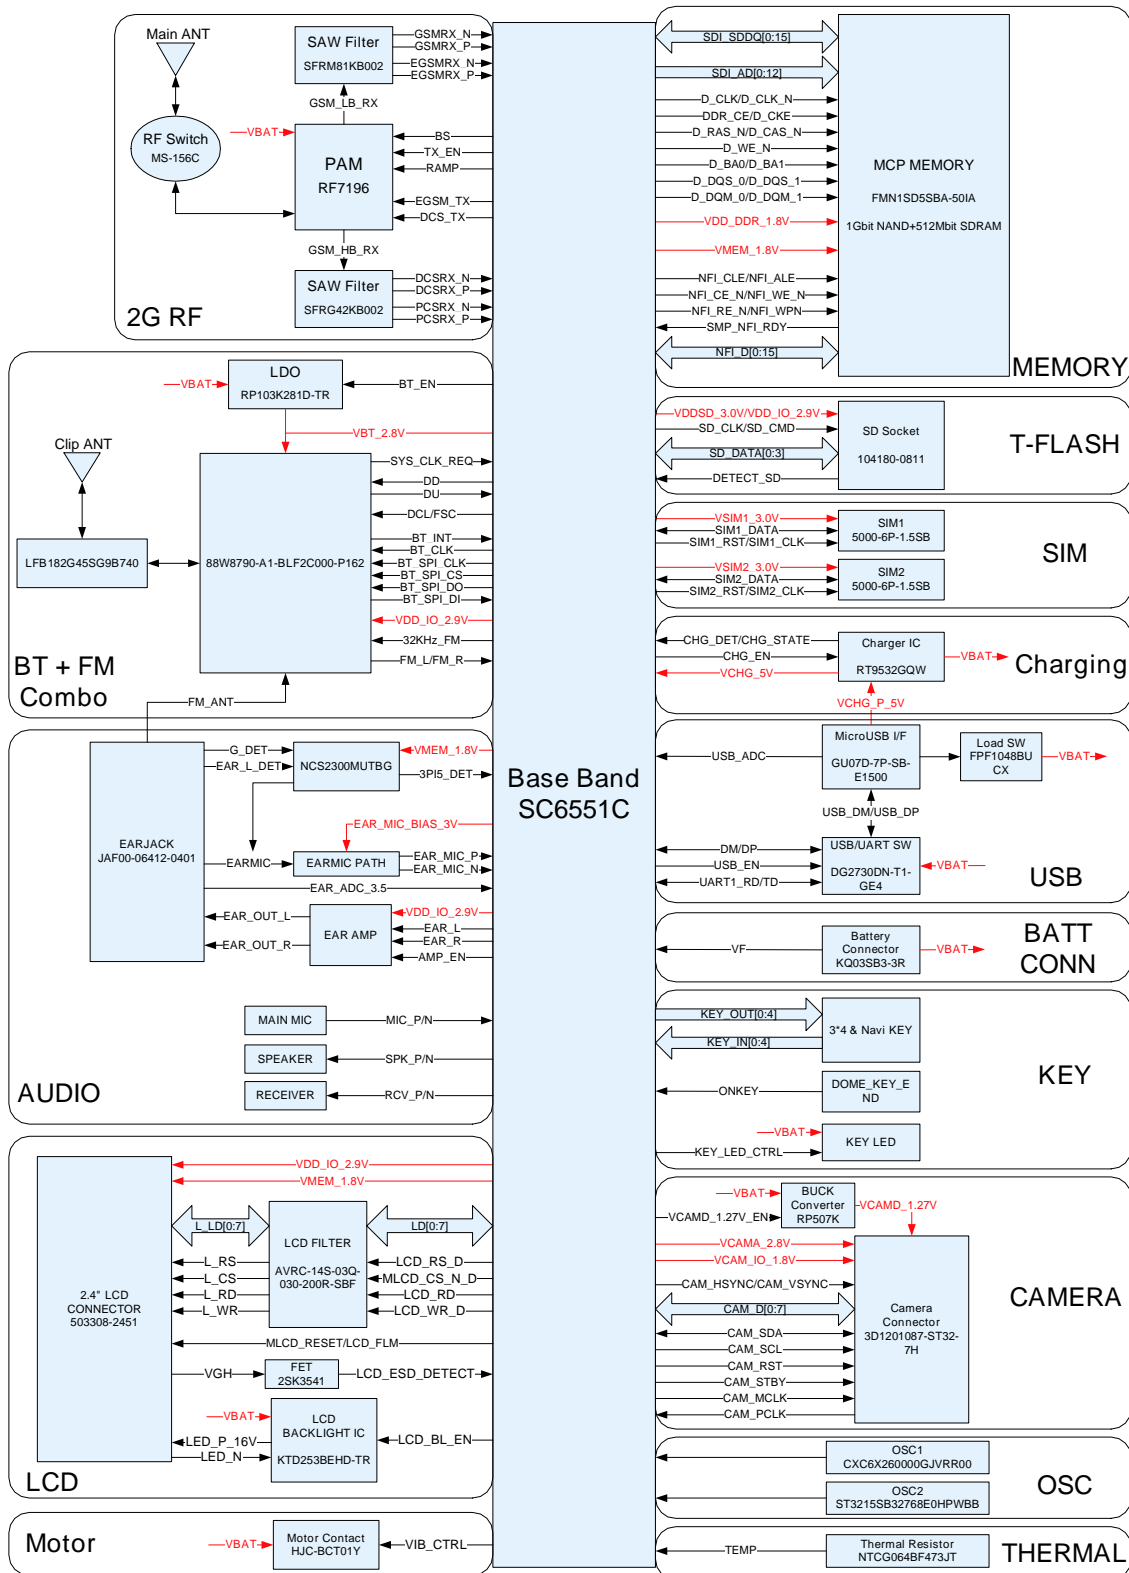 Main ANT
RF Switch
MS-156C
SAW Filter
SFRM81KB002
GSMRX_N
GSMRX_P
EGSMRX_N
EGSMRX_P
GSM_LB_RX
VBAT
PAM
RF7196
BS
TX_EN
RAMP
EGSM_TX
DCS_TX
GSM_HB_RX
SAW Filter
SFRG42KB002
DCSRX_N
DCSRX_P
PCSRX_N
PCSRX_P
2G RF
LDO
RP103K281D-TR
VBAT
BT_EN
VBT_2.8V
Clip ANT
LFB182G45SG9B740
88W8790-A1-BLF2C000-P162
SYS_CLK_REQ
DD
DU
DCL/FSC
BT_INT
BT_CLK
BT_SPI_CLK
BT_SPI_CS
BT_SPI_DO
BT_SPI_DI
VDD_IO_2.9V
32KHz_FM
FM_L/FM_R
BT + FM
Combo
FM_ANT
EARJACK
JAF00-06412-0401
G_DET
EAR_L_DET
NCS2300MUTBG
VMEM_1.8V
3PI5_DET
EAR_MIC_BIAS_3V
EARMIC
EARMIC PATH
EAR_MIC_P
EAR_MIC_N
EAR_ADC_3.5
EAR_OUT_L
EAR_OUT_R
EAR AMP
VDD_IO_2.9V
EAR_L
EAR_R
AMP_EN
MAIN MIC
MIC_P/N
SPEAKER
SPK_P/N
RECEIVER
RCV_P/N
AUDIO
2.4" LCD
CONNECTOR
503308-2451
VDD_IO_2.9V
VMEM_1.8V
L_LD[0:7]
LD[0:7]
LCD FILTER
AVRC-14S-03Q-
030-200R-SBF
L_RS
L_CS
L_RD
L_WR
LCD_RS_D
MLCD_CS_N_D
LCD_RD
LCD_WR_D
MLCD_RESET/LCD_FLM
VGH
FET
2SK3541
LCD_ESD_DETECT
VBAT
LED_P_16V
LED_N
LCD
BACKLIGHT IC
KTD253BEHD-TR
LCD_BL_EN
LCD
Motor
VBAT
Motor Contact
HJC-BCT01Y
VIB_CTRL
Base Band
SC6551C
SDI_SDDQ[0:15]
SDI_AD[0:12]
D_CLK/D_CLK_N
DDR_CE/D_CKE
D_RAS_N/D_CAS_N
D_WE_N
D_BA0/D_BA1
D_DQS_0/D_DQS_1
D_DQM_0/D_DQM_1
VDD_DDR_1.8V
VMEM_1.8V
NFI_CLE/NFI_ALE
NFI_CE_N/NFI_WE_N
NFI_RE_N/NFI_WPN
SMP_NFI_RDY
NFI_D[0:15]
MCP MEMORY
FMN1SD5SBA-50IA
1Gbit NAND+512Mbit SDRAM
MEMORY
VDDSD_3.0V/VDD_IO_2.9V
SD_CLK/SD_CMD
SD_DATA[0:3]
DETECT_SD
SD Socket
104180-0811
T-FLASH
VSIM1_3.0V
SIM1_DATA
SIM1_RST/SIM1_CLK
SIM1
5000-6P-1.5SB
VSIM2_3.0V
SIM2_DATA
SIM2_RST/SIM2_CLK
SIM2
5000-6P-1.5SB
SIM
CHG_DET/CHG_STATE
CHG_EN
VCHG_5V
Charger IC
RT9532GQW
VBAT
Charging
VCHG_P_5V
USB_ADC
MicroUSB I/F
GU07D-7P-SB-
E1500
Load SW
FPF1048BU
CX
VBAT
USB_DM/USB_DP
DM/DP
USB_EN
UART1_RD/TD
USB/UART SW
DG2730DN-T1-
GE4
VBAT
USB
VF
Battery
Connector
KQ03SB3-3R
VBAT
BATT
CONN
KEY_OUT[0:4]
KEY_IN[0:4]
3*4 & Navi KEY
ONKEY
DOME_KEY_E
ND
VBAT
KEY_LED_CTRL
KEY LED
KEY
VBAT
VCAMD_1.27V_EN
BUCK
Converter
RP507K
VCAMD_1.27V
VCAMA_2.8V
VCAM_IO_1.8V
CAM_HSYNC/CAM_VSYNC
CAM_D[0:7]
CAM_SDA
CAM_SCL
CAM_RST
CAM_STBY
CAM_MCLK
CAM_PCLK
Camera
Connector
3D1201087-ST32-
7H
CAMERA
OSC1
CXC6X260000GJVRR00
OSC2
ST3215SB32768E0HPWBB
OSC
TEMP
Thermal Resistor
NTCG064BF473JT
THERMAL